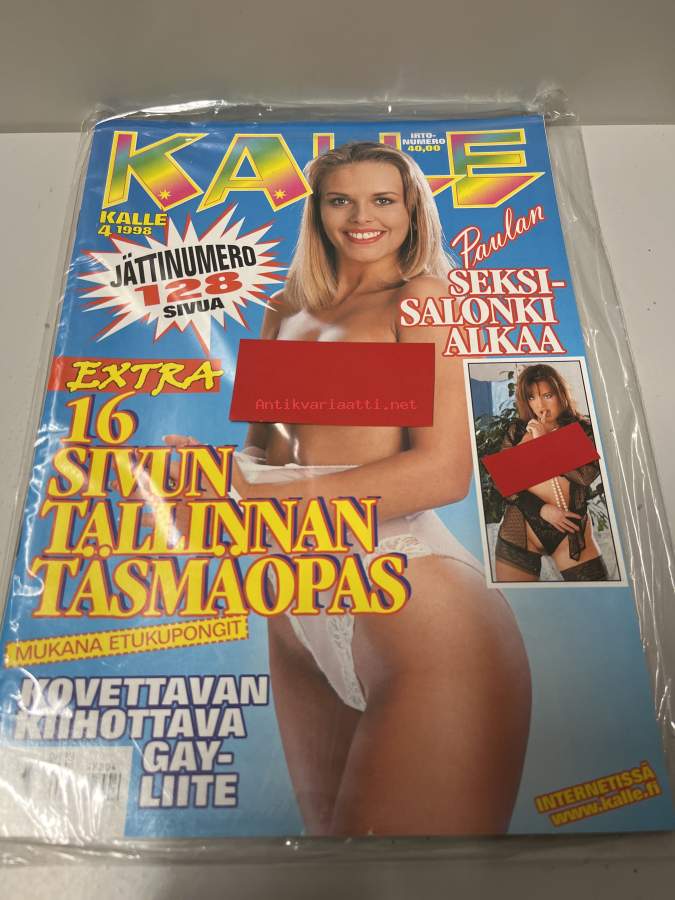 KALLE
IRTO-
NUMERO
40,00
KALLE
4 1998
JÄTTINUMERO
128
SIVUA
Paulan
SEKSI-
SALONKI
ALKAA
EXTRA
16
SIVUN
TALLINNAN
TÄSMÄOPAS
Antikvariaatti.net
MUKANA ETUKUPONGIT
KOVETTAVAN
KIIHOTTAVA
GAY-
LIITE
INTERNETISSÄ
www.kalle.fi